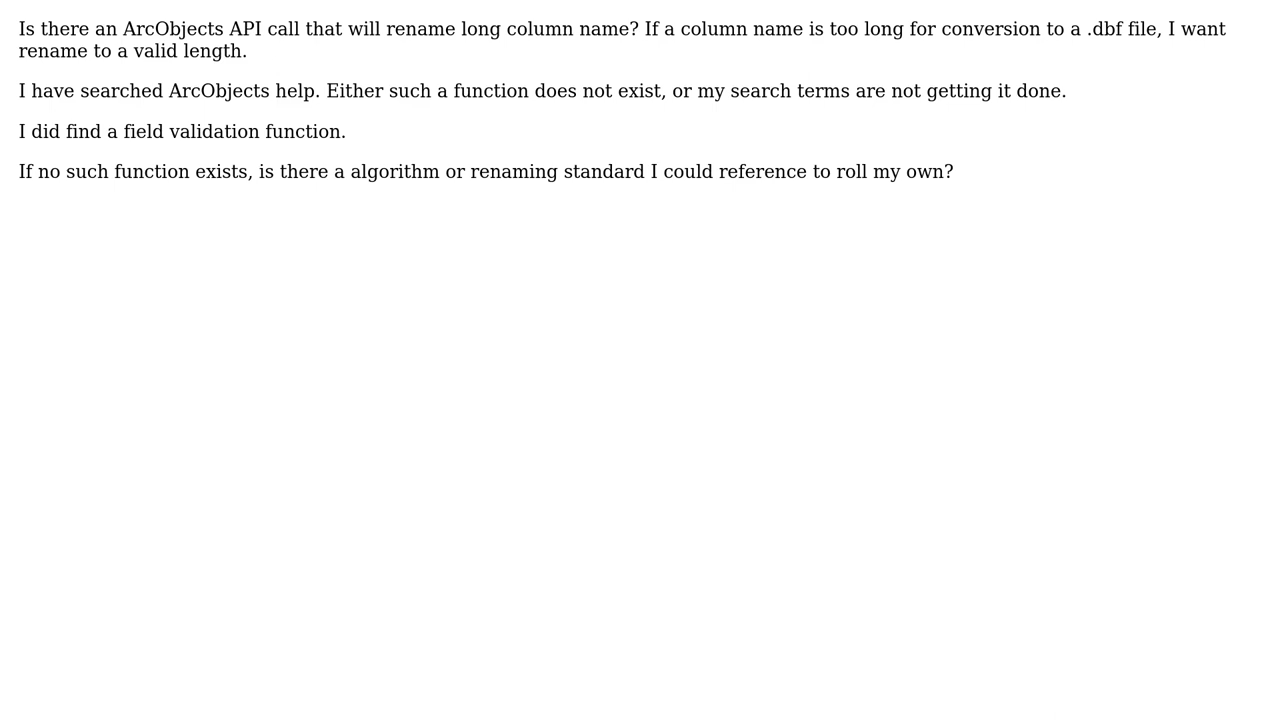 Is there an ArcObjects API call that will rename long column name? If a column name is too long for conversion to a .dbf file, I want
rename to a valid length.
I have searched ArcObjects help. Either such a function does not exist, or my search terms are not getting it done.
I did find a field validation function.
If no such function exists, is there a algorithm or renaming standard I could reference to roll my own?